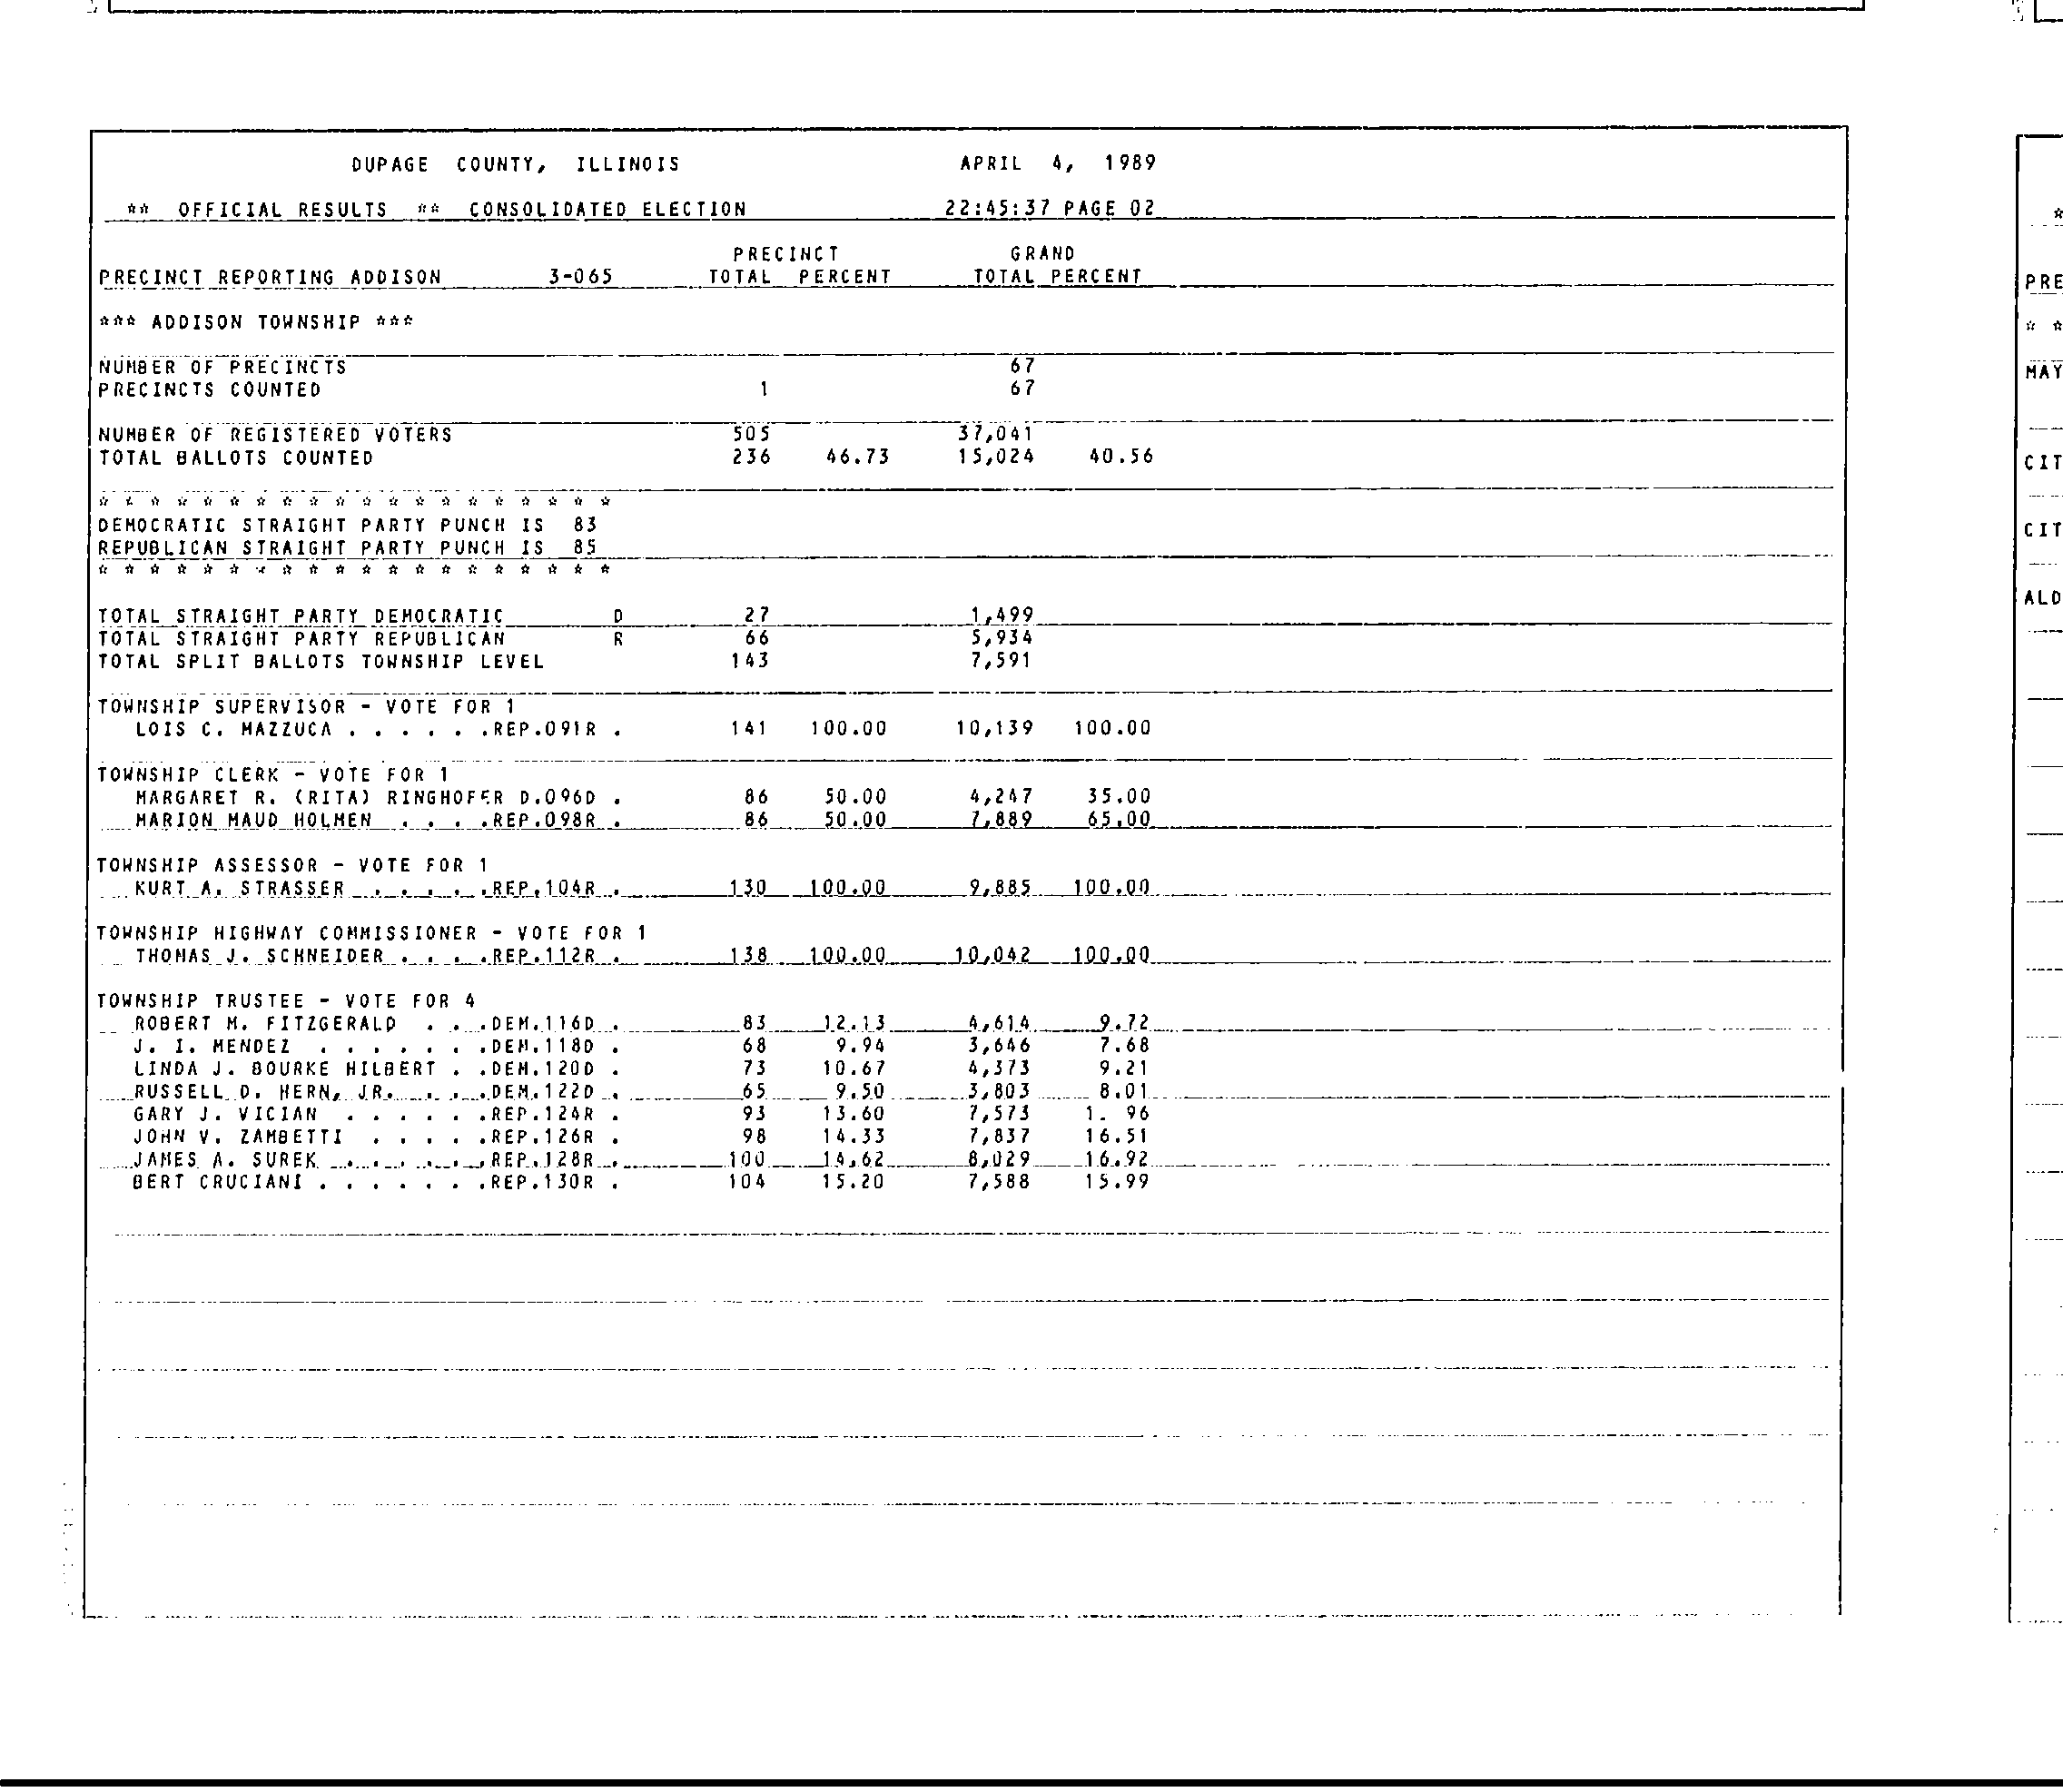 DUPAGE COUNTY, ILLINOIS APRIL 4, 1989
** OFFICIAL RESULTS ** CONSOLIDATED ELECTION 22:45:37 PAGE 02
PRECINCT GRAND
PRECINCT REPORTING ADDISON 3-065 TOTAL PERCENT TOTAL PERCENT
*** ADDISON TOWNSHIP ***
NUMBER OF PRECINCTS 67
PRECINCTS COUNTED 1 67
NUMBER OF REGISTERED VOTERS 505 37,041
TOTAL BALLOTS COUNTED 236 46.73 15,024 40.56
* * * * * * * * * * * * * * * * * * * *
DEMOCRATIC STRAIGHT PARTY PUNCH IS 83
REPUBLICAN STRAIGHT PARTY PUNCH IS 85
* * * * * * * * * * * * * * * * * * * *
TOTAL STRAIGHT PARTY DEMOCRATIC D 27 1,499
TOTAL STRAIGHT PARTY REPUBLICAN R 66 5,934
TOTAL SPLIT BALLOTS TOWNSHIP LEVEL 143 7,591
TOWNSHIP SUPERVISOR - VOTE FOR 1
LOIS C. MAZZUCA . . . . . .REP.091R . 141 100.00 10,139 100.00
TOWNSHIP CLERK - VOTE FOR 1
MARGARET R. (RITA) RINGHOFER D.096D . 86 50.00 4,247 35.00
MARION MAUD HOLMEN . . . .REP.098R . 86 50.00 7,889 65.00
TOWNSHIP ASSESSOR - VOTE FOR 1
KURT A. STRASSER . . . . .REP.104R . 130 100.00 9,885 100.00
TOWNSHIP HIGHWAY COMMISSIONER - VOTE FOR 1
THOMAS J. SCHNEIDER . . . .REP.112R . 138 100.00 10,042 100.00
TOWNSHIP TRUSTEE - VOTE FOR 4
ROBERT M. FITZGERALD . . .DEM.116D . 83 12.13 4,614 9.72
J. I. MENDEZ . . . . . . .DEM.118D . 68 9.94 3,646 7.68
LINDA J. BOURKE HILBERT . .DEM.120D . 73 10.67 4,373 9.21
RUSSELL D. HERN, JR. . . .DEM.122D . 65 9.50 3,803 8.01
GARY J. VICIAN . . . . . .REP.124R . 93 13.60 7,573 1. 96
JOHN V. ZAMBETTI . . . . .REP.126R . 98 14.33 7,837 16.51
JAMES A. SUREK . . . . . .REP.128R . 100 14.62 8,029 16.92
BERT CRUCIANI . . . . . . .REP.130R . 104 15.20 7,588 15.99
PRE
* *
MAY
CIT
CIT
ALD